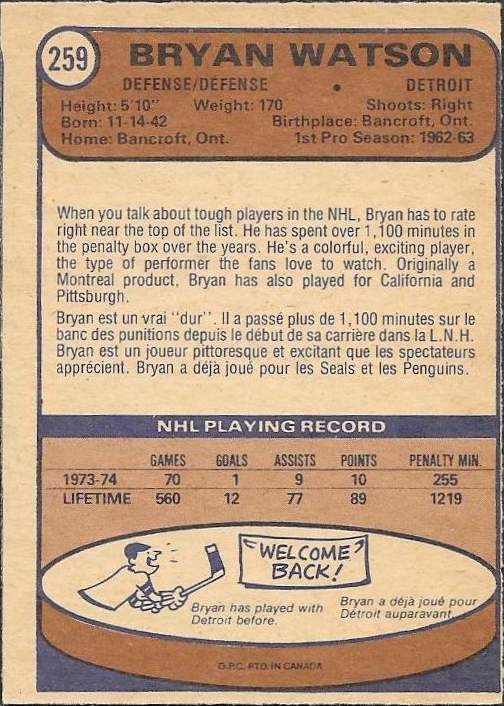 259
BRYAN WATSON
DEFENSE/DÉFENSE • DETROIT
Height: 5'10" Weight: 170 Shoots: Right
Born: 11-14-42 Birthplace: Bancroft, Ont.
Home: Bancroft, Ont. 1st Pro Season: 1962-63
When you talk about tough players in the NHL, Bryan has to rate
right near the top of the list. He has spent over 1,100 minutes in
the penalty box over the years. He's a colorful, exciting player,
the type of performer the fans love to watch. Originally a
Montreal product, Bryan has also played for California and
Pittsburgh.
Bryan est un vrai "dur". Il a passé plus de 1,100 minutes sur le
banc des punitions depuis le début de sa carrière dans la L.N.H.
Bryan est un joueur pittoresque et excitant que les spectateurs
apprécient. Bryan a déjà joué pour les Seals et les Penguins.
NHL PLAYING RECORD
GAMES GOALS ASSISTS POINTS PENALTY MIN.
1973-74 70 1 9 10 255
LIFETIME 560 12 77 89 1219
"WELCOME
BACK!"
Bryan has played with
Detroit before.
Bryan a déjà joué pour
Détroit auparavant.
O.P.C. PTD. IN CANADA